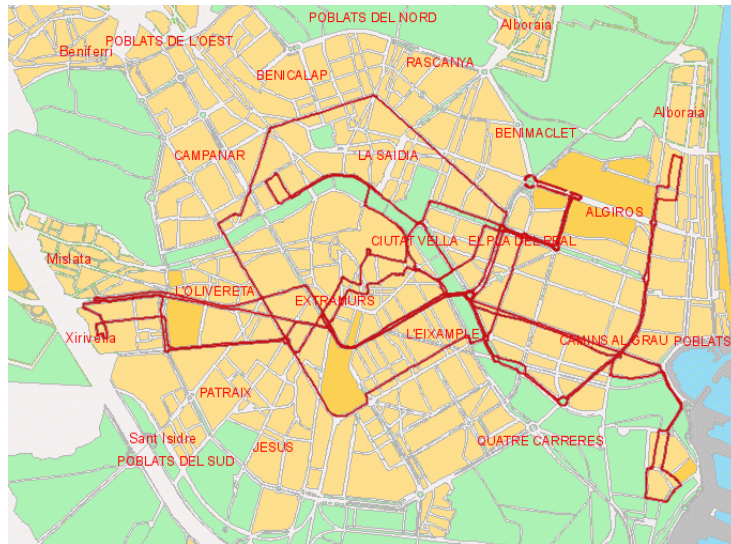 POBLATS DEL NORD
Alboraia
POBLATS DE L'OEST
Beniferri
RASCANYA
BENICALAP
Alboraia
BENIMACLET
CAMPANAR
LA SAIDIA
ALGIROS
CIUTAT VELLA
EL PLA DEL REAL
Mislata
L'OLIVERETA
EXTRAMURS
Xirivella
L'EIXAMPLE
CAMINS AL GRAU
POBLATS
PATRAIX
Sant Isidre
JESUS
QUATRE CARRERES
POBLATS DEL SUD